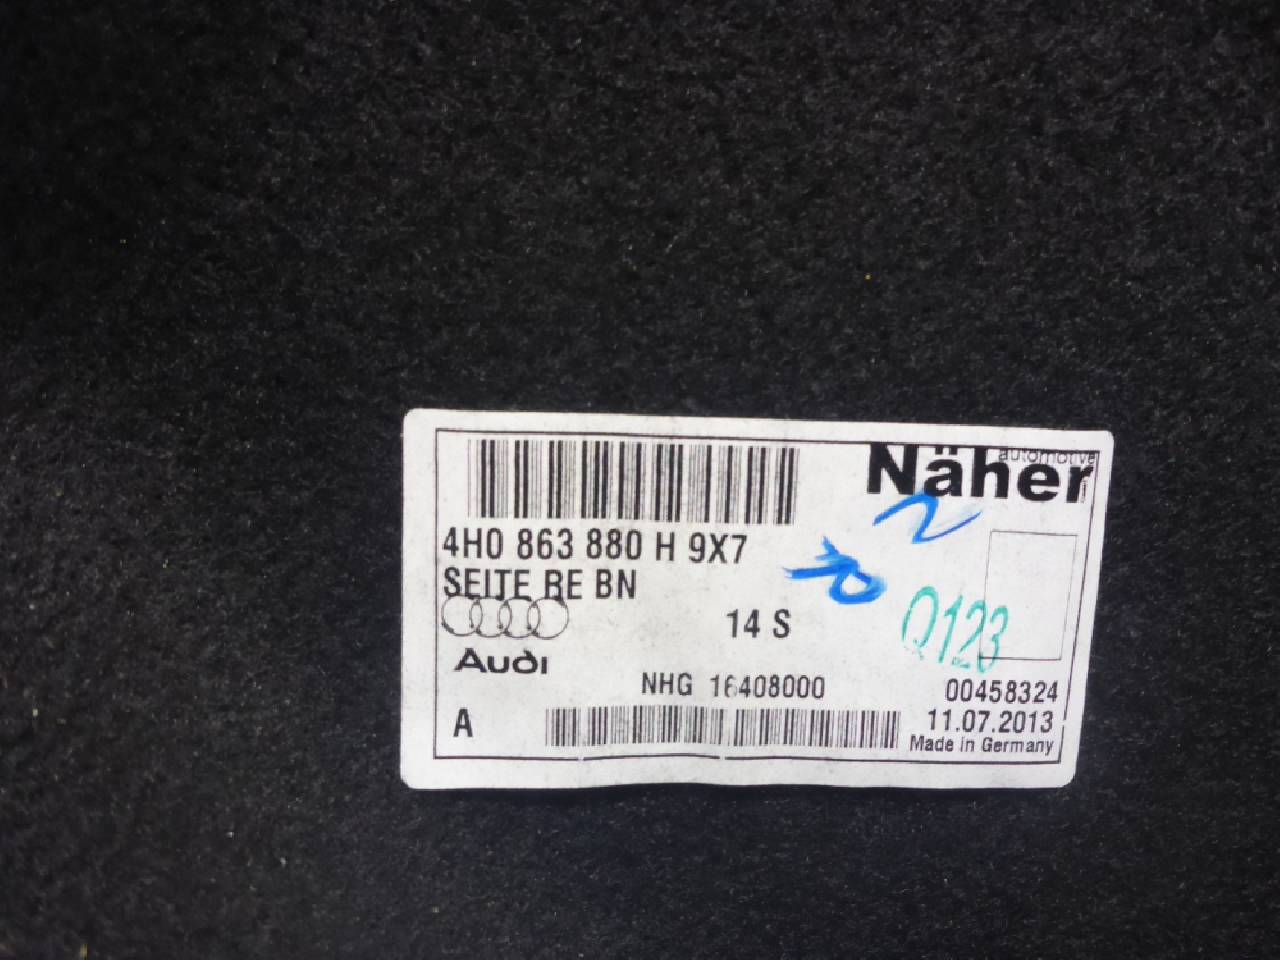 automotive
Näher
4H0 863 880 H 9X7
SEITE RE BN
14 S
Q123
Audi
NHG 16408000
00458324
A
11.07.2013
Made in Germany